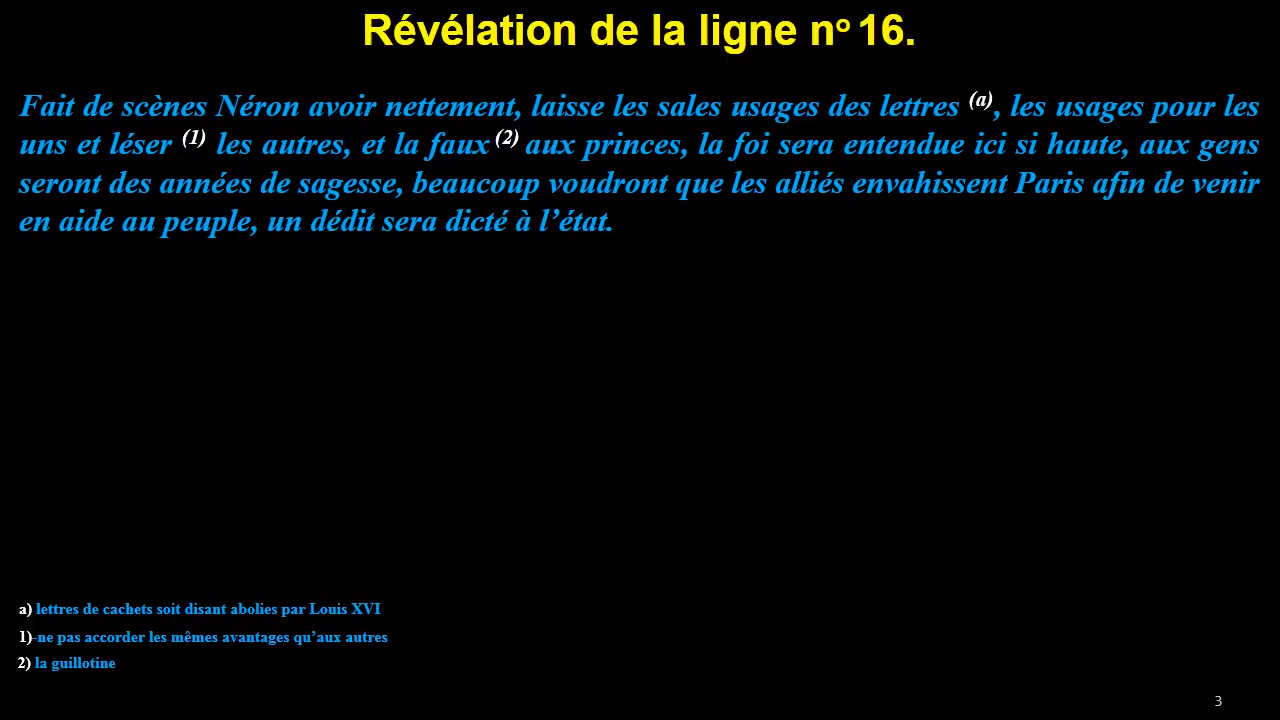 Révélation de la ligne nº 16.
Fait de scènes Néron avoir nettement, laisse les sales usages des lettres (a), les usages pour les
uns et léser (1) les autres, et la faux (2) aux princes, la foi sera entendue ici si haute, aux gens
seront des années de sagesse, beaucoup voudront que les alliés envahissent Paris afin de venir
en aide au peuple, un dédit sera dicté à l’état.
a) lettres de cachets soit disant abolies par Louis XVI
1)-ne pas accorder les mêmes avantages qu’aux autres
2) la guillotine
3